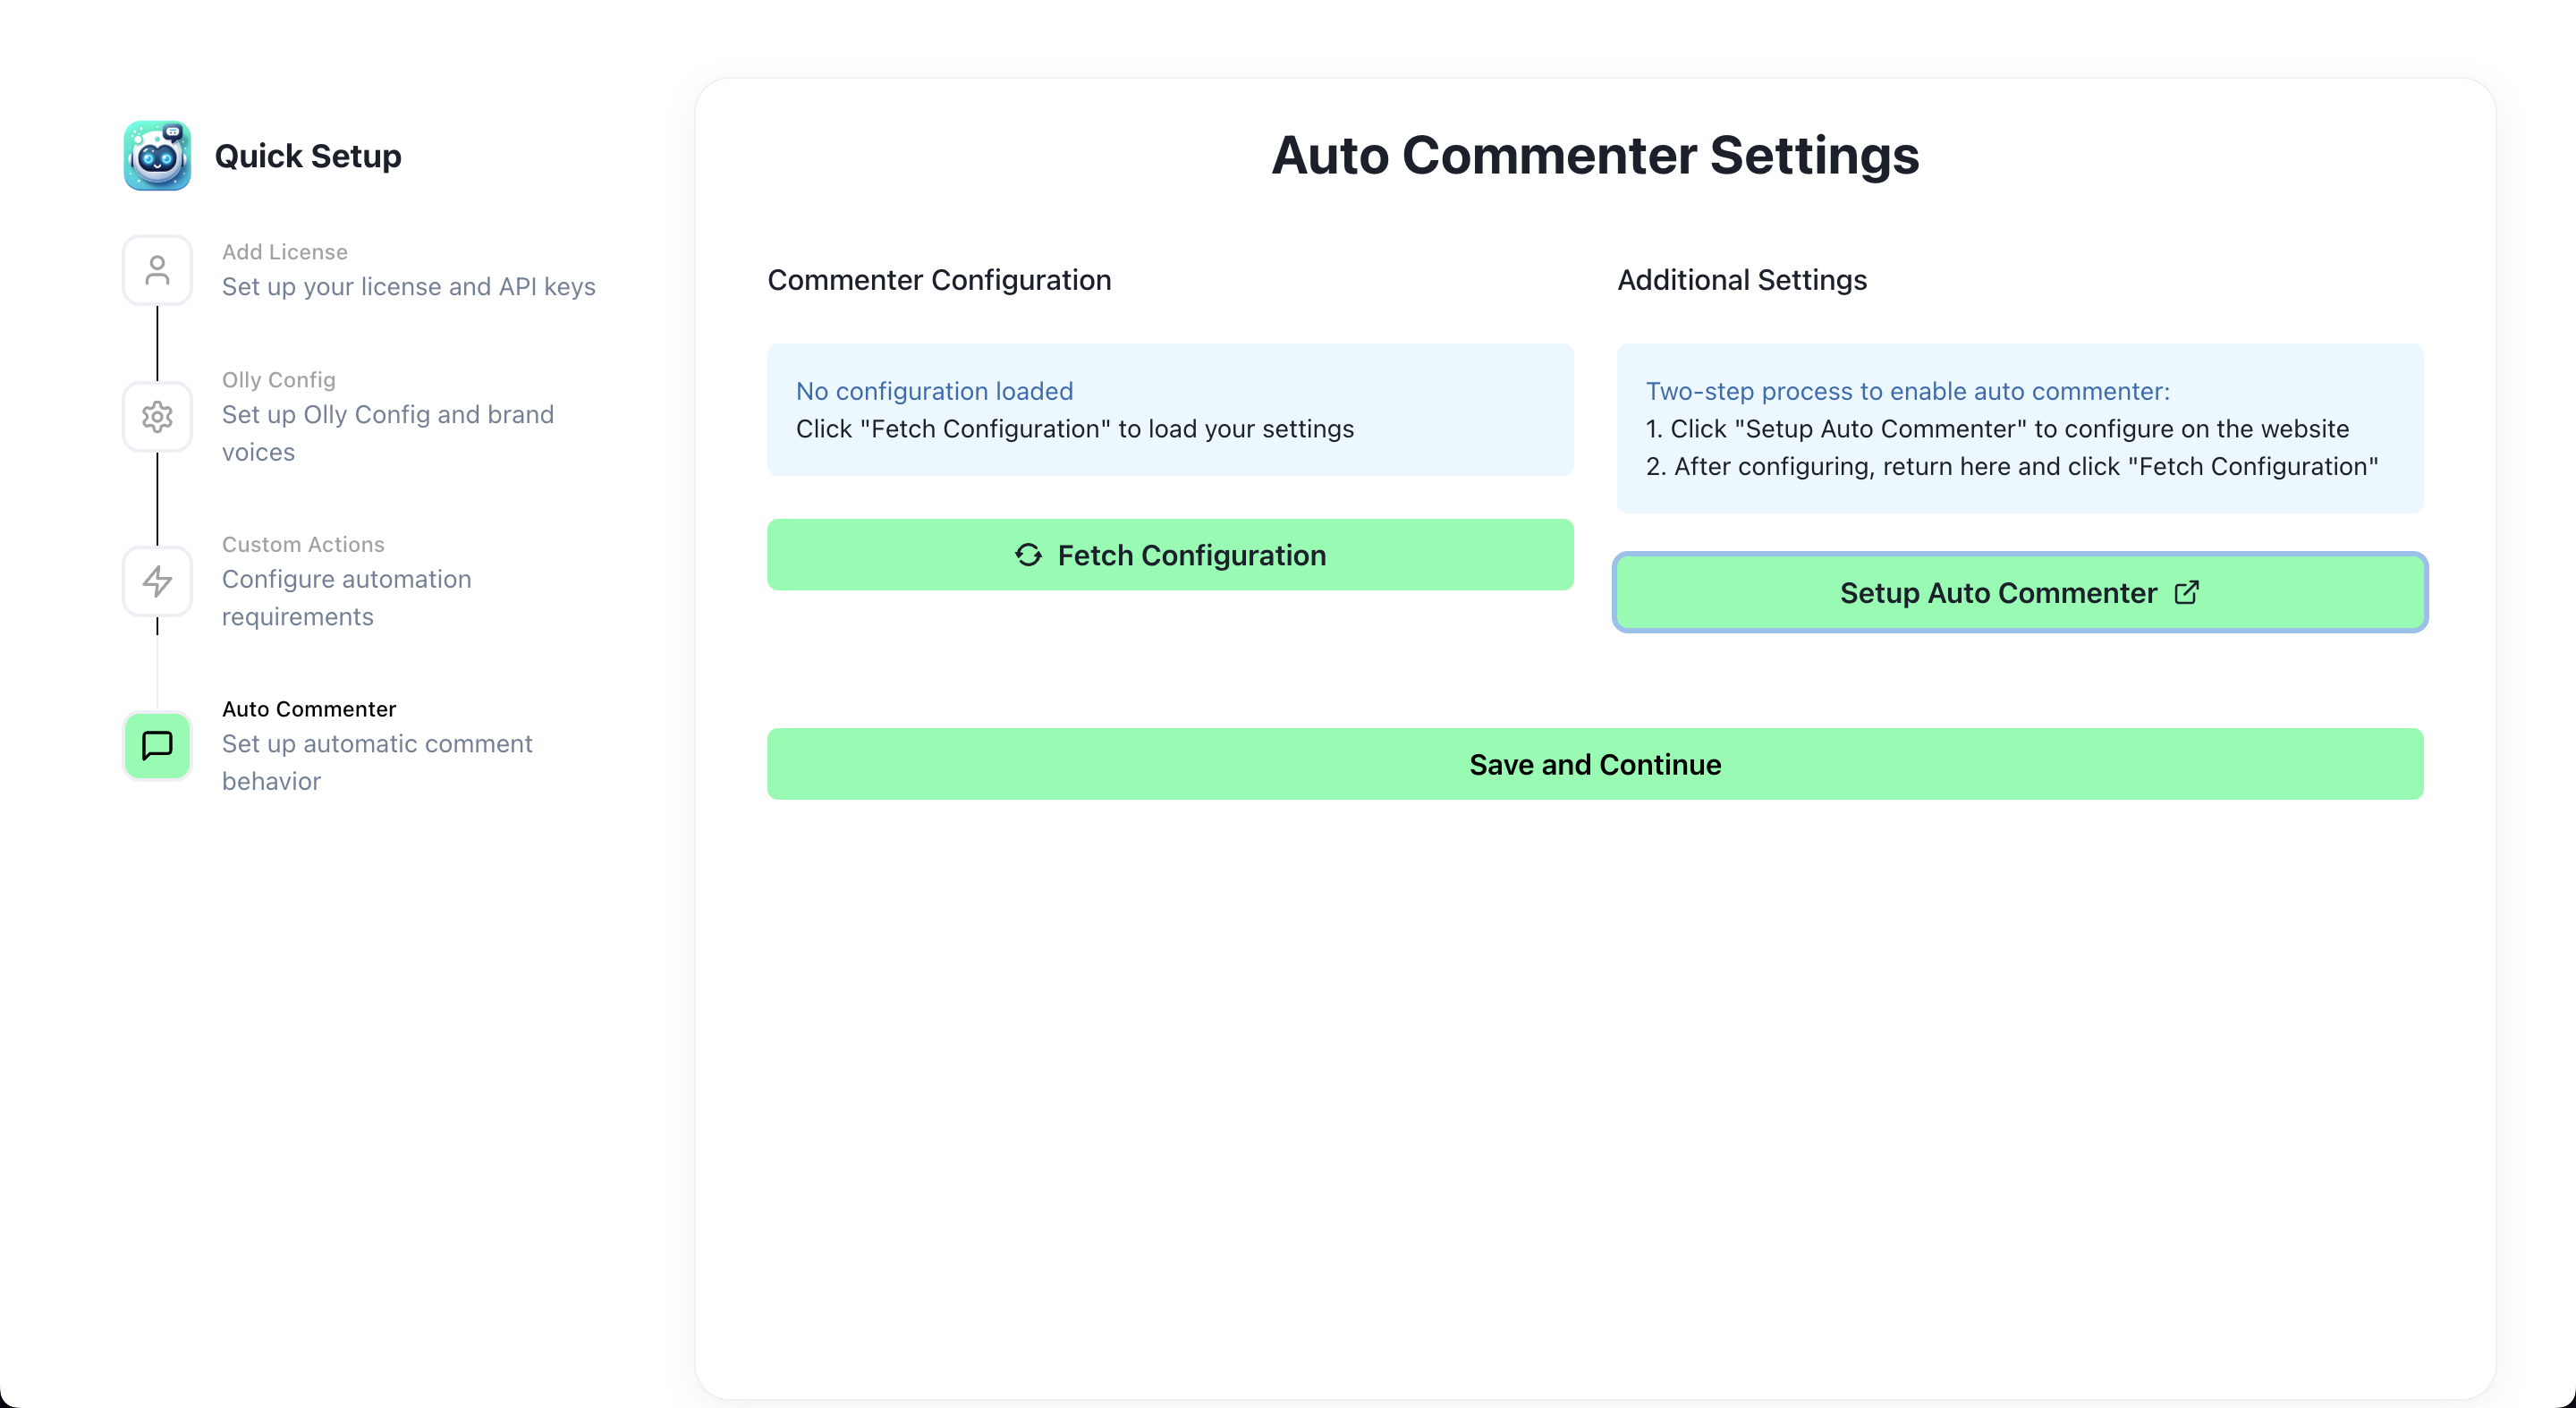 Quick Setup
Add License
Set up your license and API keys
Olly Config
Set up Olly Config and brand
voices
Custom Actions
Configure automation
requirements
Auto Commenter
Set up automatic comment
behavior
Auto Commenter Settings
Commenter Configuration
No configuration loaded
Click "Fetch Configuration" to load your settings
Fetch Configuration
Additional Settings
Two-step process to enable auto commenter:
1. Click "Setup Auto Commenter" to configure on the website
2. After configuring, return here and click "Fetch Configuration"
Setup Auto Commenter
Save and Continue